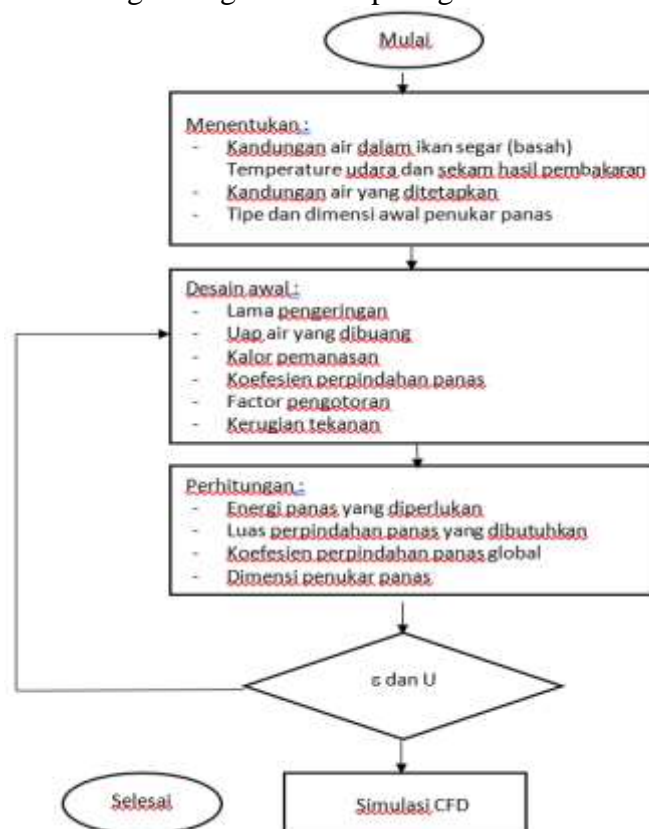 Mulai
Menentukan :
- Kandungan air dalam ikan segar (basah)
Temperature udara dan sekam hasil pembakaran
- Kandungan air yang ditetapkan
- Tipe dan dimensi awal penukar panas
Desain awal :
- Lama pengeringan
- Uap air yang dibuang
- Kalor pemanasan
- Koefesien perpindahan panas
- Factor pengotoran
- Kerugian tekanan
Perhitungan :
- Energi panas yang diperlukan
- Luas perpindahan panas yang dibutuhkan
- Koefesien perpindahan panas global
- Dimensi penukar panas
ε dan U
Selesai
Simulasi CFD